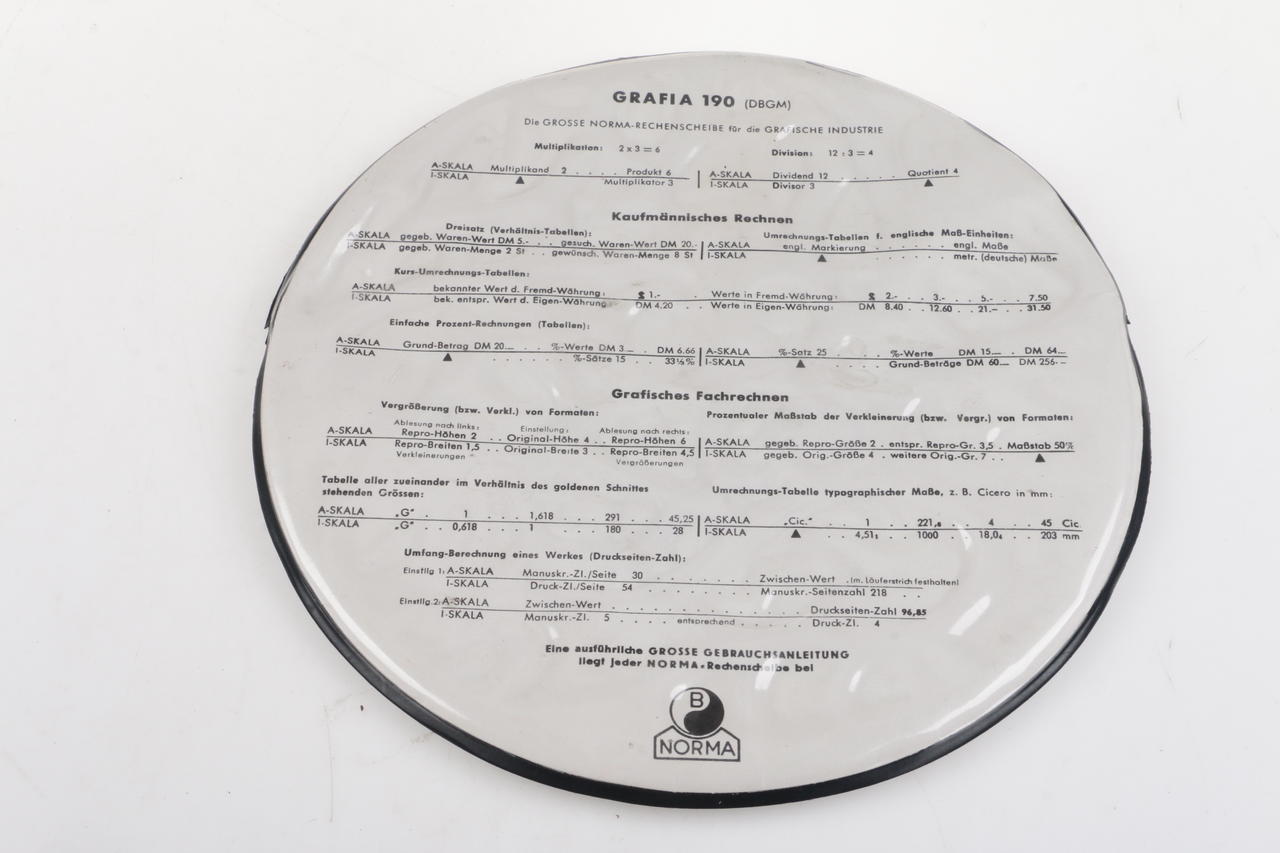 GRAFIA 190 (DBGM)
Die GROSSE NORMA-RECHENSCHEIBE für die GRAFISCHE INDUSTRIE
Multiplikation: 2 x 3 = 6
Division: 12 : 3 = 4
A-SKALA Multiplikand 2 . . . . Produkt 6
I-SKALA ▲ Multiplikator 3
A-SKALA Dividend 12 . . . . . Quotient 4
I-SKALA Divisor 3 ▲
Kaufmännisches Rechnen
Dreisatz (Verhältnis-Tabellen):
A-SKALA gegeb. Waren-Wert DM 5.- . . gesuch. Waren-Wert DM 20.-
I-SKALA gegeb. Waren-Menge 2 St . . gewünsch. Waren-Menge 8 St
Umrechnungs-Tabellen f. englische Maß-Einheiten:
A-SKALA engl. Markierung . . . . . . engl. Maße
I-SKALA ▲ . . . . . . metr. (deutsche) Maße
Kurs-Umrechnungs-Tabellen:
A-SKALA bekannter Wert d. Fremd-Währung: $ 1.- . Werte in Fremd-Währung: $ 2.- . . 3.- . . 5.- . . 7.50
I-SKALA bek. entspr. Wert d. Eigen-Währung: DM 4.20 . . Werte in Eigen-Währung: DM 8.40 . . 12.60 . . 21.— . . 31.50
Einfache Prozent-Rechnungen (Tabellen):
A-SKALA Grund-Betrag DM 20.— . . %-Werte DM 3.— . . DM 6.66
I-SKALA ▲ . . . . . . %-Sätze 15 . . . 33⅓%
A-SKALA %-Satz 25 . . . %-Werte DM 15.— . DM 64.—
I-SKALA ▲ . . . . Grund-Beträge DM 60.— DM 256.–
Grafisches Fachrechnen
Vergrößerung (bzw. Verkl.) von Formaten:
Ablesung nach links: Einstellung: Ablesung nach rechts:
A-SKALA Repro-Höhen 2 . . Original-Höhe 4 . . Repro-Höhen 6
I-SKALA Repro-Breiten 1,5 . . Original-Breite 3 . . Repro-Breiten 4,5
Verkleinerungen Vergrößerungen
Prozentualer Maßstab der Verkleinerung (bzw. Vergr.) von Formaten:
A-SKALA gegeb. Repro-Größe 2 . entspr. Repro-Gr. 3,5 . Maßstab 50%
I-SKALA gegeb. Orig.-Größe 4 . weitere Orig.-Gr. 7 . . ▲
Tabelle aller zueinander im Verhältnis des goldenen Schnittes
stehenden Grössen:
A-SKALA „G“ . 1 . . . 1,618 . . . 291 . . . 45,25
I-SKALA „G“ . . 0,618 . . . 1 . . . 180 . . . 28
Umrechnungs-Tabelle typographischer Maße, z. B. Cicero in mm:
A-SKALA „Cic.“ . . 1 . . 221,₆ . . 4 . . 45 Cic.
I-SKALA ▲ . . 4,51₁ . . 1000 . . 18,0₄ . . 203 mm
Umfang-Berechnung eines Werkes (Druckseiten-Zahl):
Einstllg 1: A-SKALA Manuskr.-Zl./Seite 30 . . . . . . . Zwischen-Wert . (m. Läuferstrich festhalten)
I-SKALA Druck-Zl./Seite 54 . . . . . . . Manuskr.-Seitenzahl 218 . .
Einstllg.2: A-SKALA Zwischen-Wert . . . . . . . . . . . . Druckseiten-Zahl 96,85
I-SKALA Manuskr.-Zl. 5 . . . . entsprechend . . . . . Druck-Zl. 4
Eine ausführliche GROSSE GEBRAUCHSANLEITUNG
liegt jeder NORMA-Rechenscheibe bei
B
NORMA